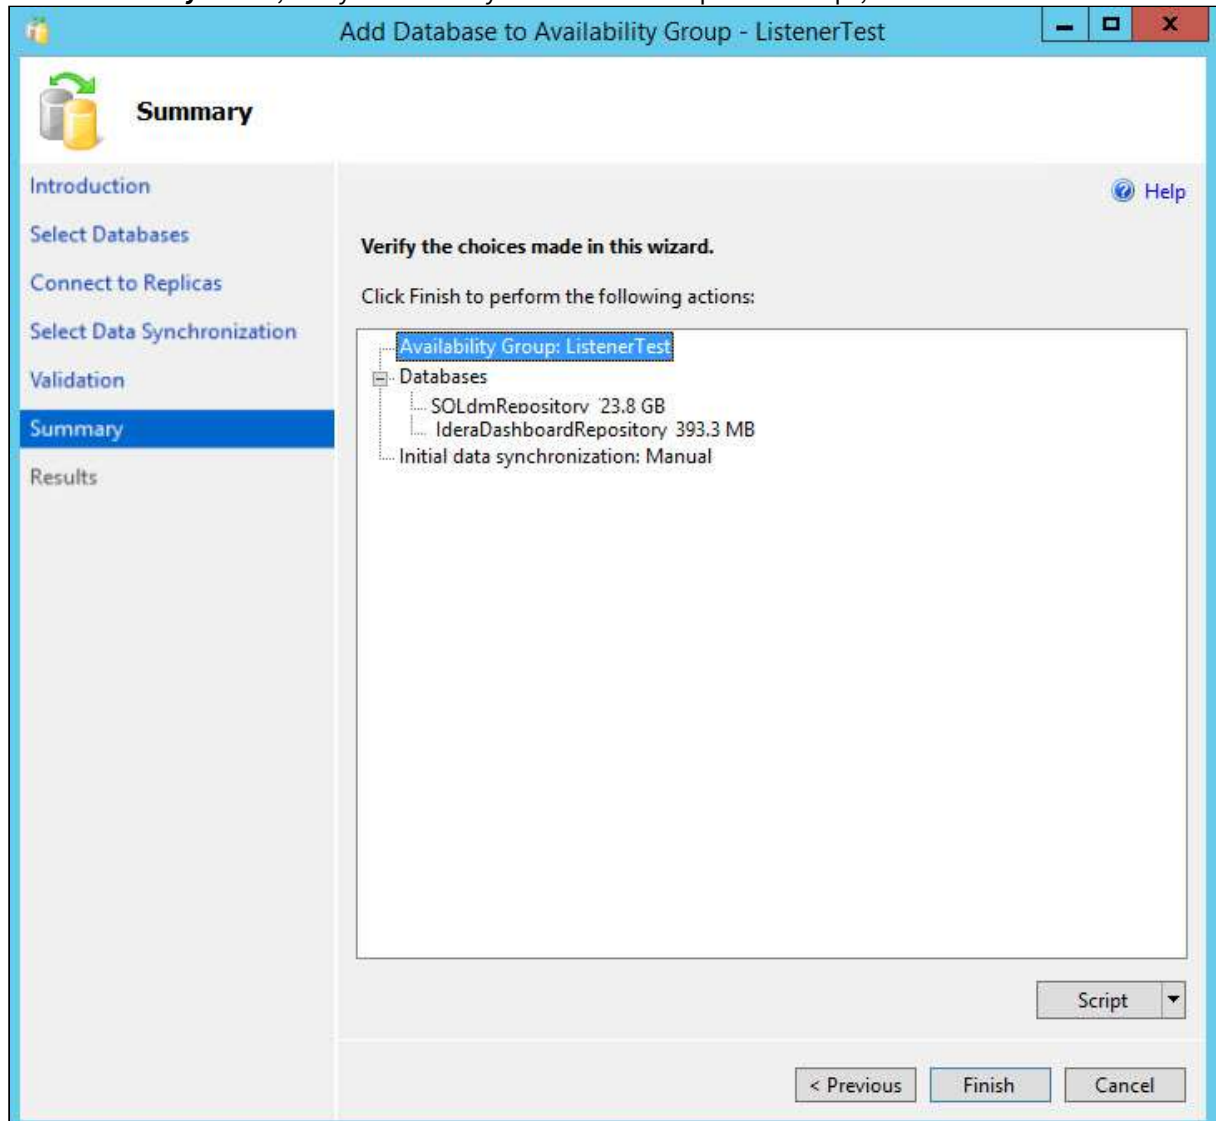 Add Database to Availability Group - ListenerTest
Summary
Introduction
Help
Select Databases
Verify the choices made in this wizard.
Connect to Replicas
Click Finish to perform the following actions:
Select Data Synchronization
Availability Group: ListenerTest
Validation
Databases
SQLdmRepository 23.8 GB
Summary
IderaDashboardRepository 393.3 MB
Initial data synchronization: Manual
Results
Script
< Previous
Finish
Cancel